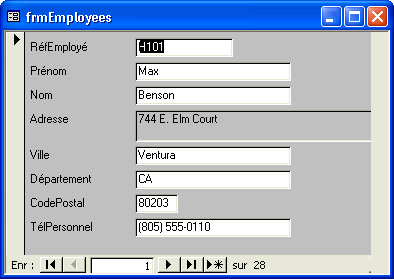 frmEmployees
RéfEmployé H101
Prénom Max
Nom Benson
Adresse 744 E. Elm Court
Ville Ventura
Département CA
CodePostal 80203
TélPersonnel (805) 555-0110
Enr : 1 sur 28